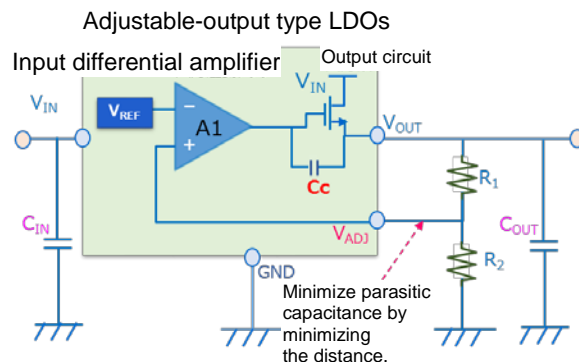 Adjustable-output type LDOs
Input differential amplifier
Output circuit
VIN
VIN
VREF
A1
−
+
VOUT
Cc
R1
CIN
VADJ
COUT
R2
GND
Minimize parasitic
capacitance by
minimizing
the distance.